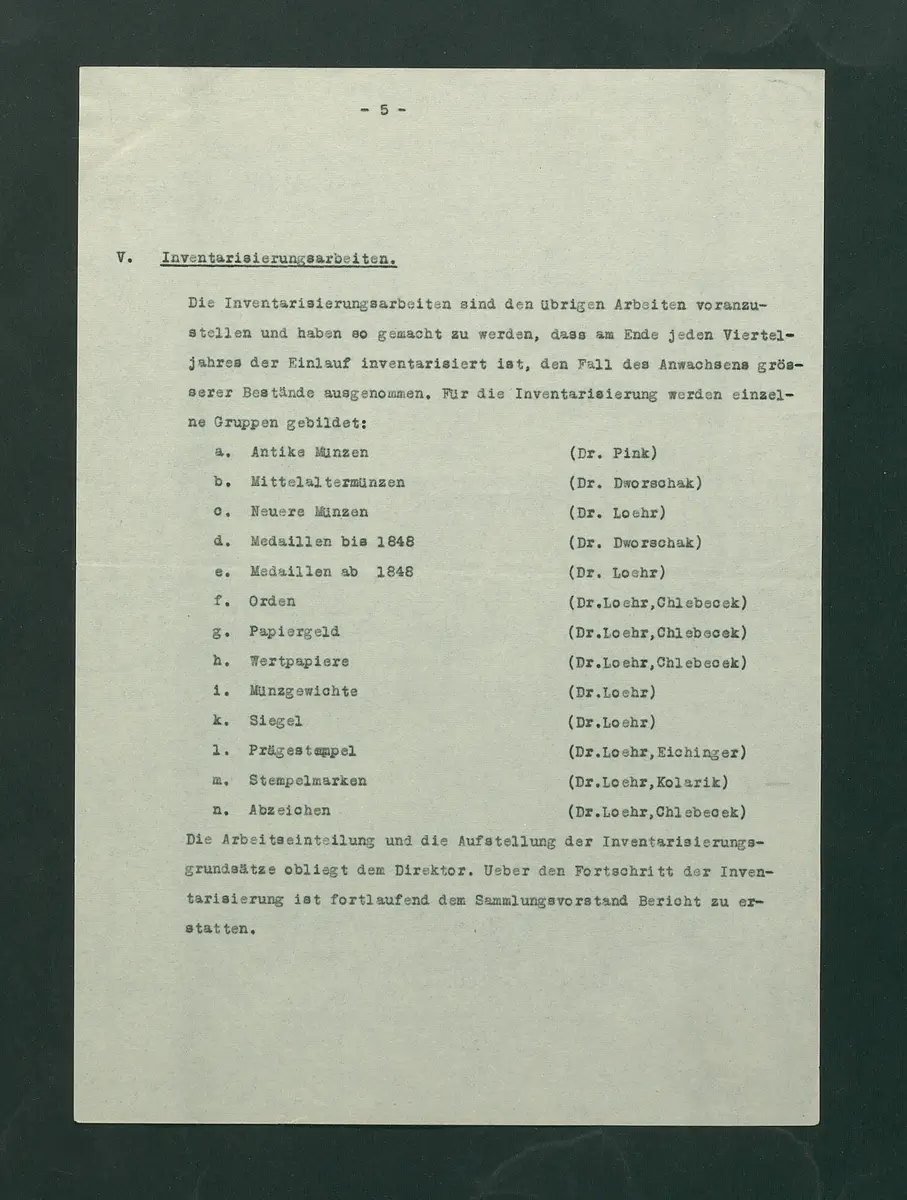 - 5 -
V. Inventarisierungsarbeiten.
Die Inventarisierungsarbeiten sind den übrigen Arbeiten voranzu-
stellen und haben so gemacht zu werden, dass am Ende jeden Viertel-
jahres der Einlauf inventarisiert ist, den Fall des Anwachsens grös-
serer Bestände ausgenommen. Für die Inventarisierung werden einzel-
ne Gruppen gebildet:
a. Antike Münzen (Dr. Pink)
b. Mittelaltermünzen (Dr. Dworschak)
c. Neuere Münzen (Dr. Loehr)
d. Medaillen bis 1848 (Dr. Dworschak)
e. Medaillen ab 1848 (Dr. Loehr)
f. Orden (Dr.Loehr,Chlebecek)
g. Papiergeld (Dr.Loehr,Chlebecek)
h. Wertpapiere (Dr.Loehr,Chlebecek)
i. Münzgewichte (Dr.Loehr)
k. Siegel (Dr.Loehr)
l. Prägestempel (Dr.Loehr,Eichinger)
m. Stempelmarken (Dr.Loehr,Kolarik)
n. Abzeichen (Dr.Loehr,Chlebecek)
Die Arbeitseinteilung und die Aufstellung der Inventarisierungs-
grundsätze obliegt dem Direktor. Ueber den Fortschritt der Inven-
tarisierung ist fortlaufend dem Sammlungsvorstand Bericht zu er-
statten.